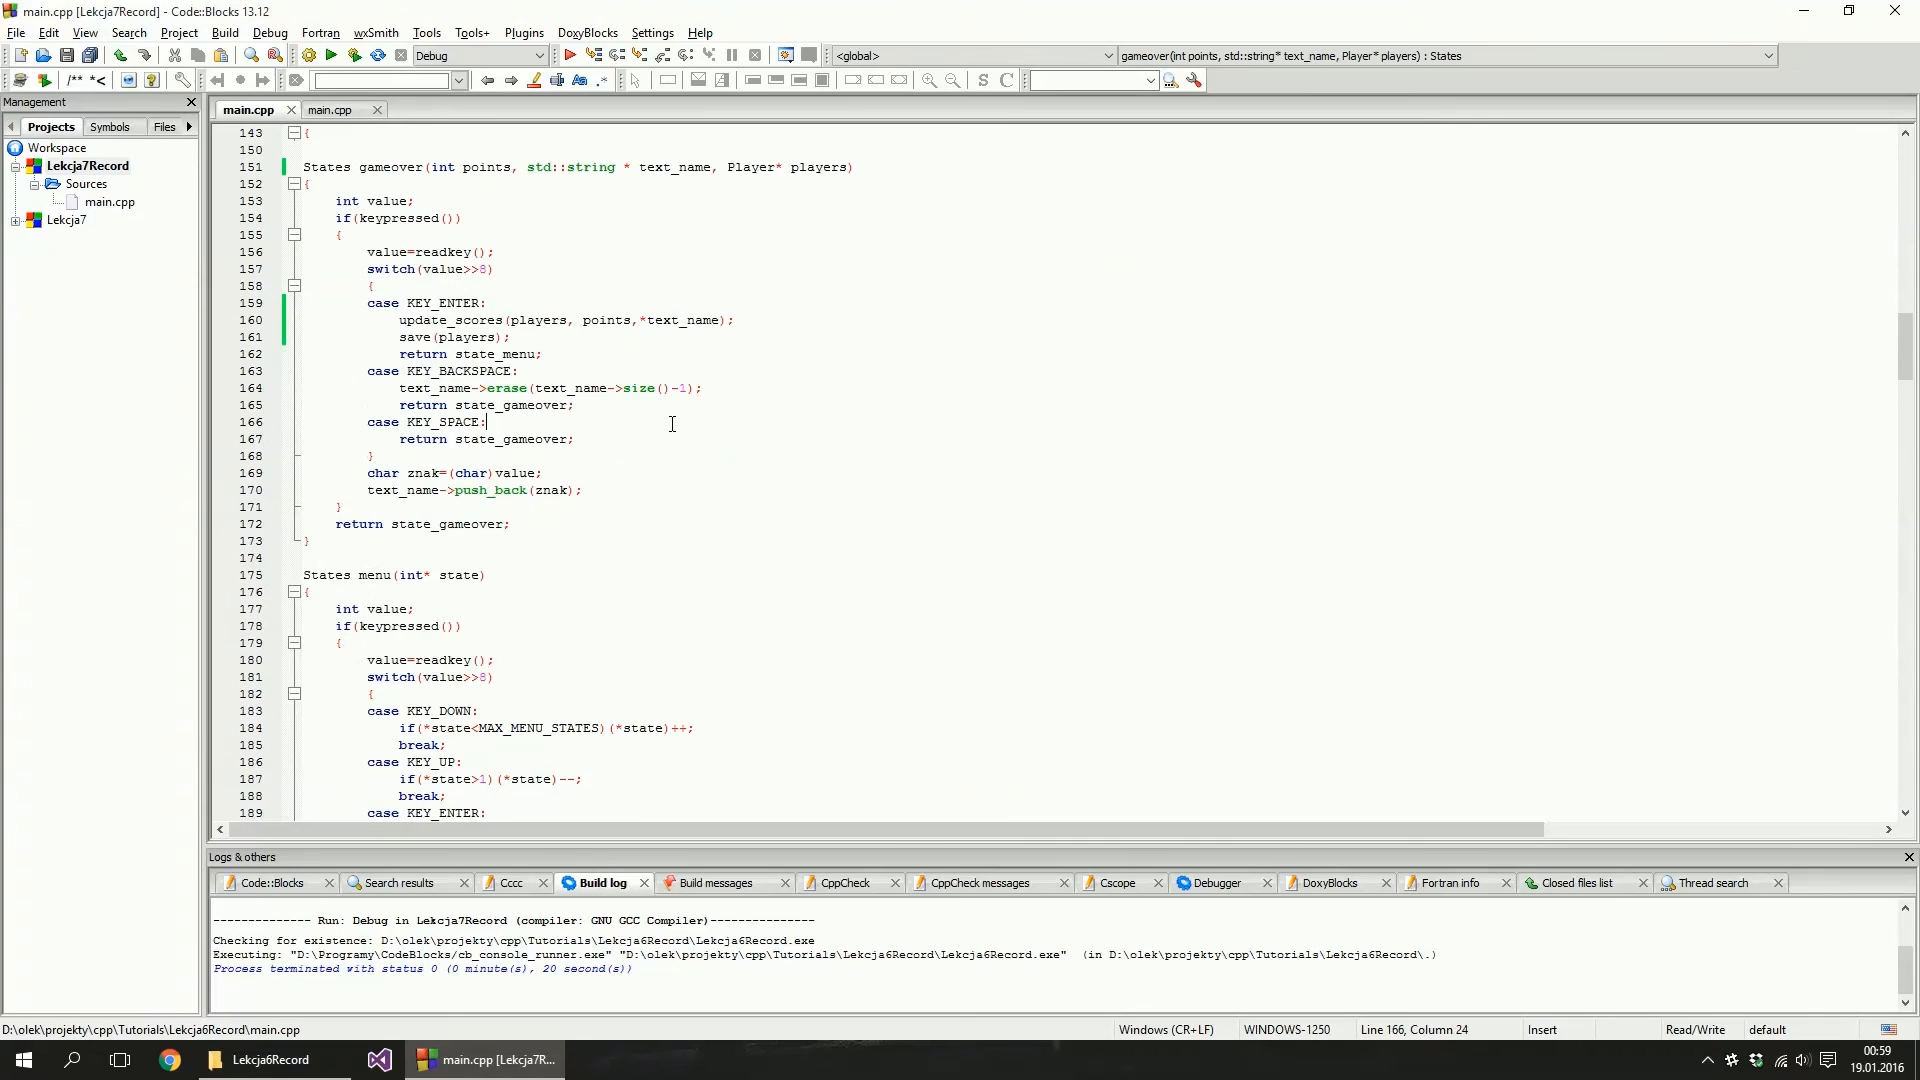 main.cpp [Lekcja7Record] - Code::Blocks 13.12
File Edit View Search Project Build Debug Fortran wxSmith Tools Tools+ Plugins Settings Help
Debug <global> gameover(int points, std::string* text_name, Player* players) : States
/** *< Aa .* S C
Management
main.cpp main.cpp
Projects Symbols Files
Workspace
Lekcja7Record
Sources
main.cpp
Lekcja7
143 {
150
151 States gameover(int points, std::string * text_name, Player* players)
152 {
153 int value;
154 if(keypressed())
155 {
156 value=readkey();
157 switch(value>>8)
158 {
159 case KEY_ENTER:
160 update_scores(players, points,*text_name);
161 save(players);
162 return state_menu;
163 case KEY_BACKSPACE:
164 text_name->erase(text_name->size()-1);
165 return state_gameover;
166 case KEY_SPACE:
167 return state_gameover;
168 }
169 char znak=(char)value;
170 text_name->push_back(znak);
171 }
172 return state_gameover;
173 }
174
175 States menu(int* state)
176 {
177 int value;
178 if(keypressed())
179 {
180 value=readkey();
181 switch(value>>8)
182 {
183 case KEY_DOWN:
184 if(*state<MAX_MENU_STATES)(*state)++;
185 break;
186 case KEY_UP:
187 if(*state>1)(*state)--;
188 break;
189 case KEY_ENTER:
Logs & others
Code::Blocks Search results Cccc Build log Build messages CppCheck CppCheck messages Cscope Debugger DoxyBlocks Fortran info Closed files list Thread search
-------------- Run: Debug in Lekcja7Record (compiler: GNU GCC Compiler)---------------
Checking for existence: D:\olek\projekty\cpp\Tutorials\Lekcja6Record\Lekcja6Record.exe
Executing: "D:\Programy\CodeBlocks/cb_console_runner.exe" "D:\olek\projekty\cpp\Tutorials\Lekcja6Record\Lekcja6Record.exe" (in D:\olek\projekty\cpp\Tutorials\Lekcja6Record\.)
Process terminated with status 0 (0 minute(s), 20 second(s))
D:\olek\projekty\cpp\Tutorials\Lekcja6Record\main.cpp Windows (CR+LF) WINDOWS-1250 Line 166, Column 24 Insert Read/Write default
Lekcja6Record main.cpp [Lekcja7R... 00:59
19.01.2016